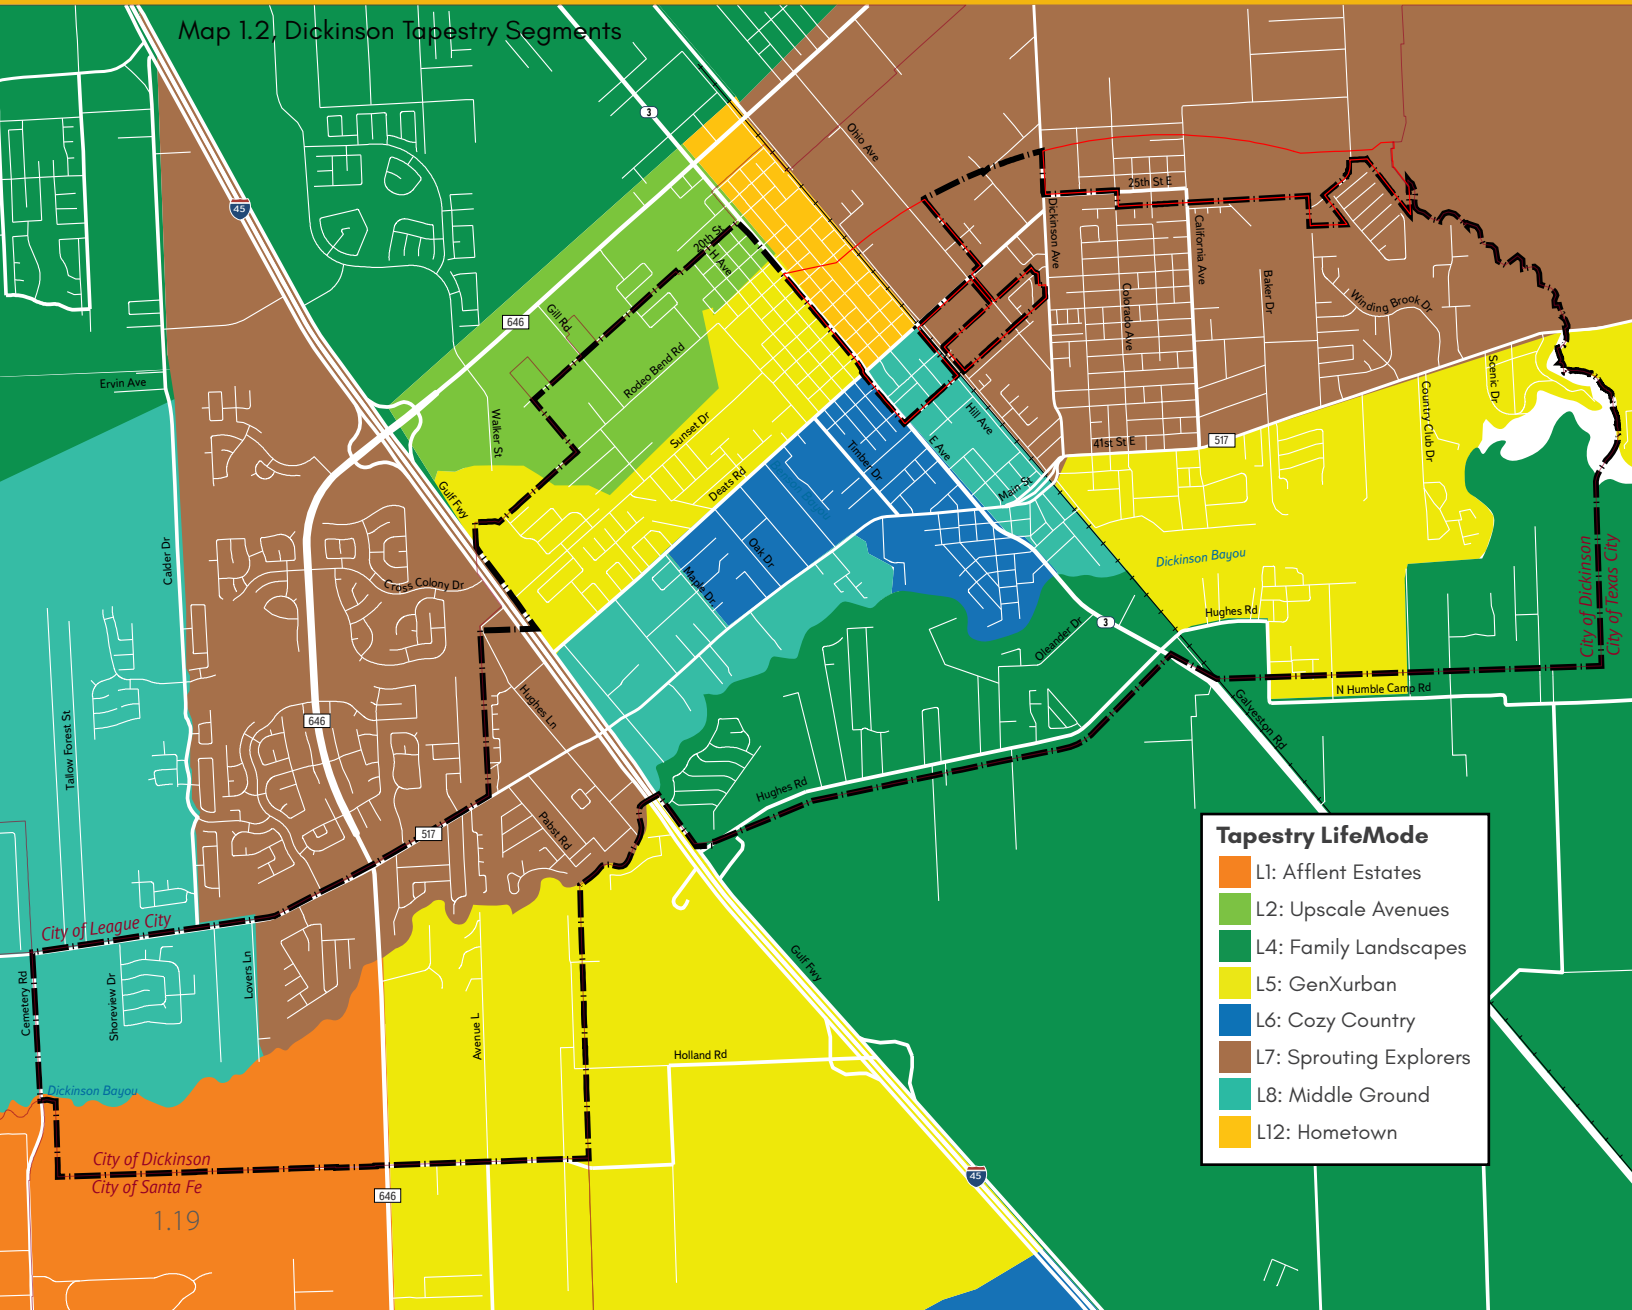 Map 1.2, Dickinson Tapestry Segments
3
Ohio Ave
45
25th St E
Dickinson Ave
California Ave
20th St
H Ave
Colorado Ave
Baker Dr
Winding Brook Dr
646
Gill Rd
Rodeo Bend Rd
Ervin Ave
Scenic Dr
Country Club Dr
Walker St
Sunset Dr
Hill Ave
E Ave
41st St E
517
Timber Dr
Deats Rd
Gulf Fwy
Main St
Calder Dr
Oak Dr
Dickinson Bayou
Cross Colony Dr
Maple Dr
City of Dickinson
City of Texas City
Hughes Rd
3
Oleander Dr
N Humble Camp Rd
Hughes Ln
Galveston Rd
646
Tallow Forest St
Hughes Rd
517
Pabst Rd
Tapestry LifeMode
L1: Afflent Estates
L2: Upscale Avenues
L4: Family Landscapes
L5: GenXurban
L6: Cozy Country
L7: Sprouting Explorers
L8: Middle Ground
L12: Hometown
City of League City
Gulf Fwy
Cemetery Rd
Shoreview Dr
Lovers Ln
Avenue L
Holland Rd
Dickinson Bayou
City of Dickinson
City of Santa Fe
45
646
1.19